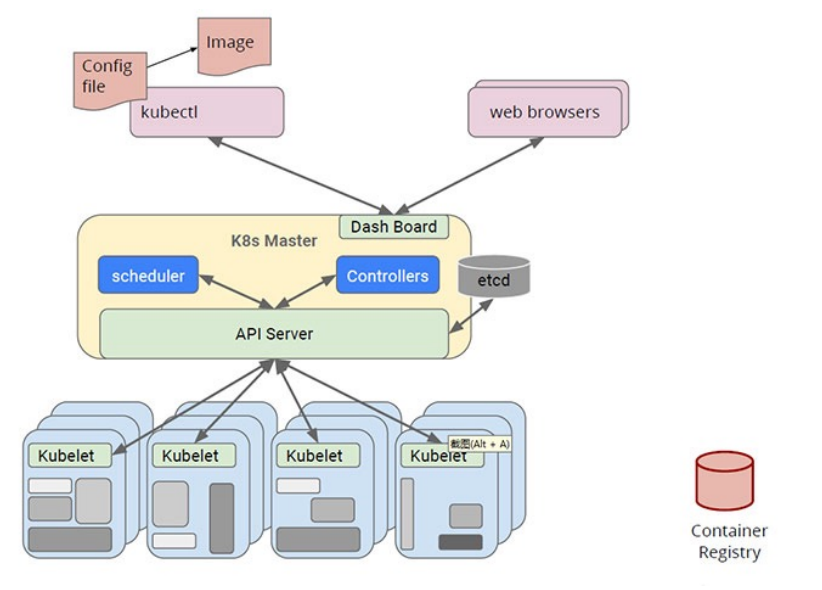 Image
Config
file
kubectl
web browsers
Dash Board
K8s Master
scheduler
Controllers
etcd
API Server
截图(Alt + A)
Kubelet
Kubelet
Kubelet
Kubelet
Container
Registry